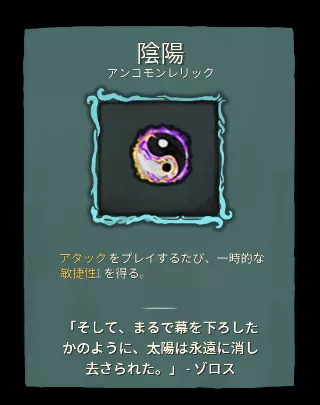 陰陽
アンコモンレリック
アタックをプレイするたび、一時的な
敏捷性1を得る。
「そして、まるで幕を下ろした
かのように、太陽は永遠に消し
去さられた。」 - ゾロス